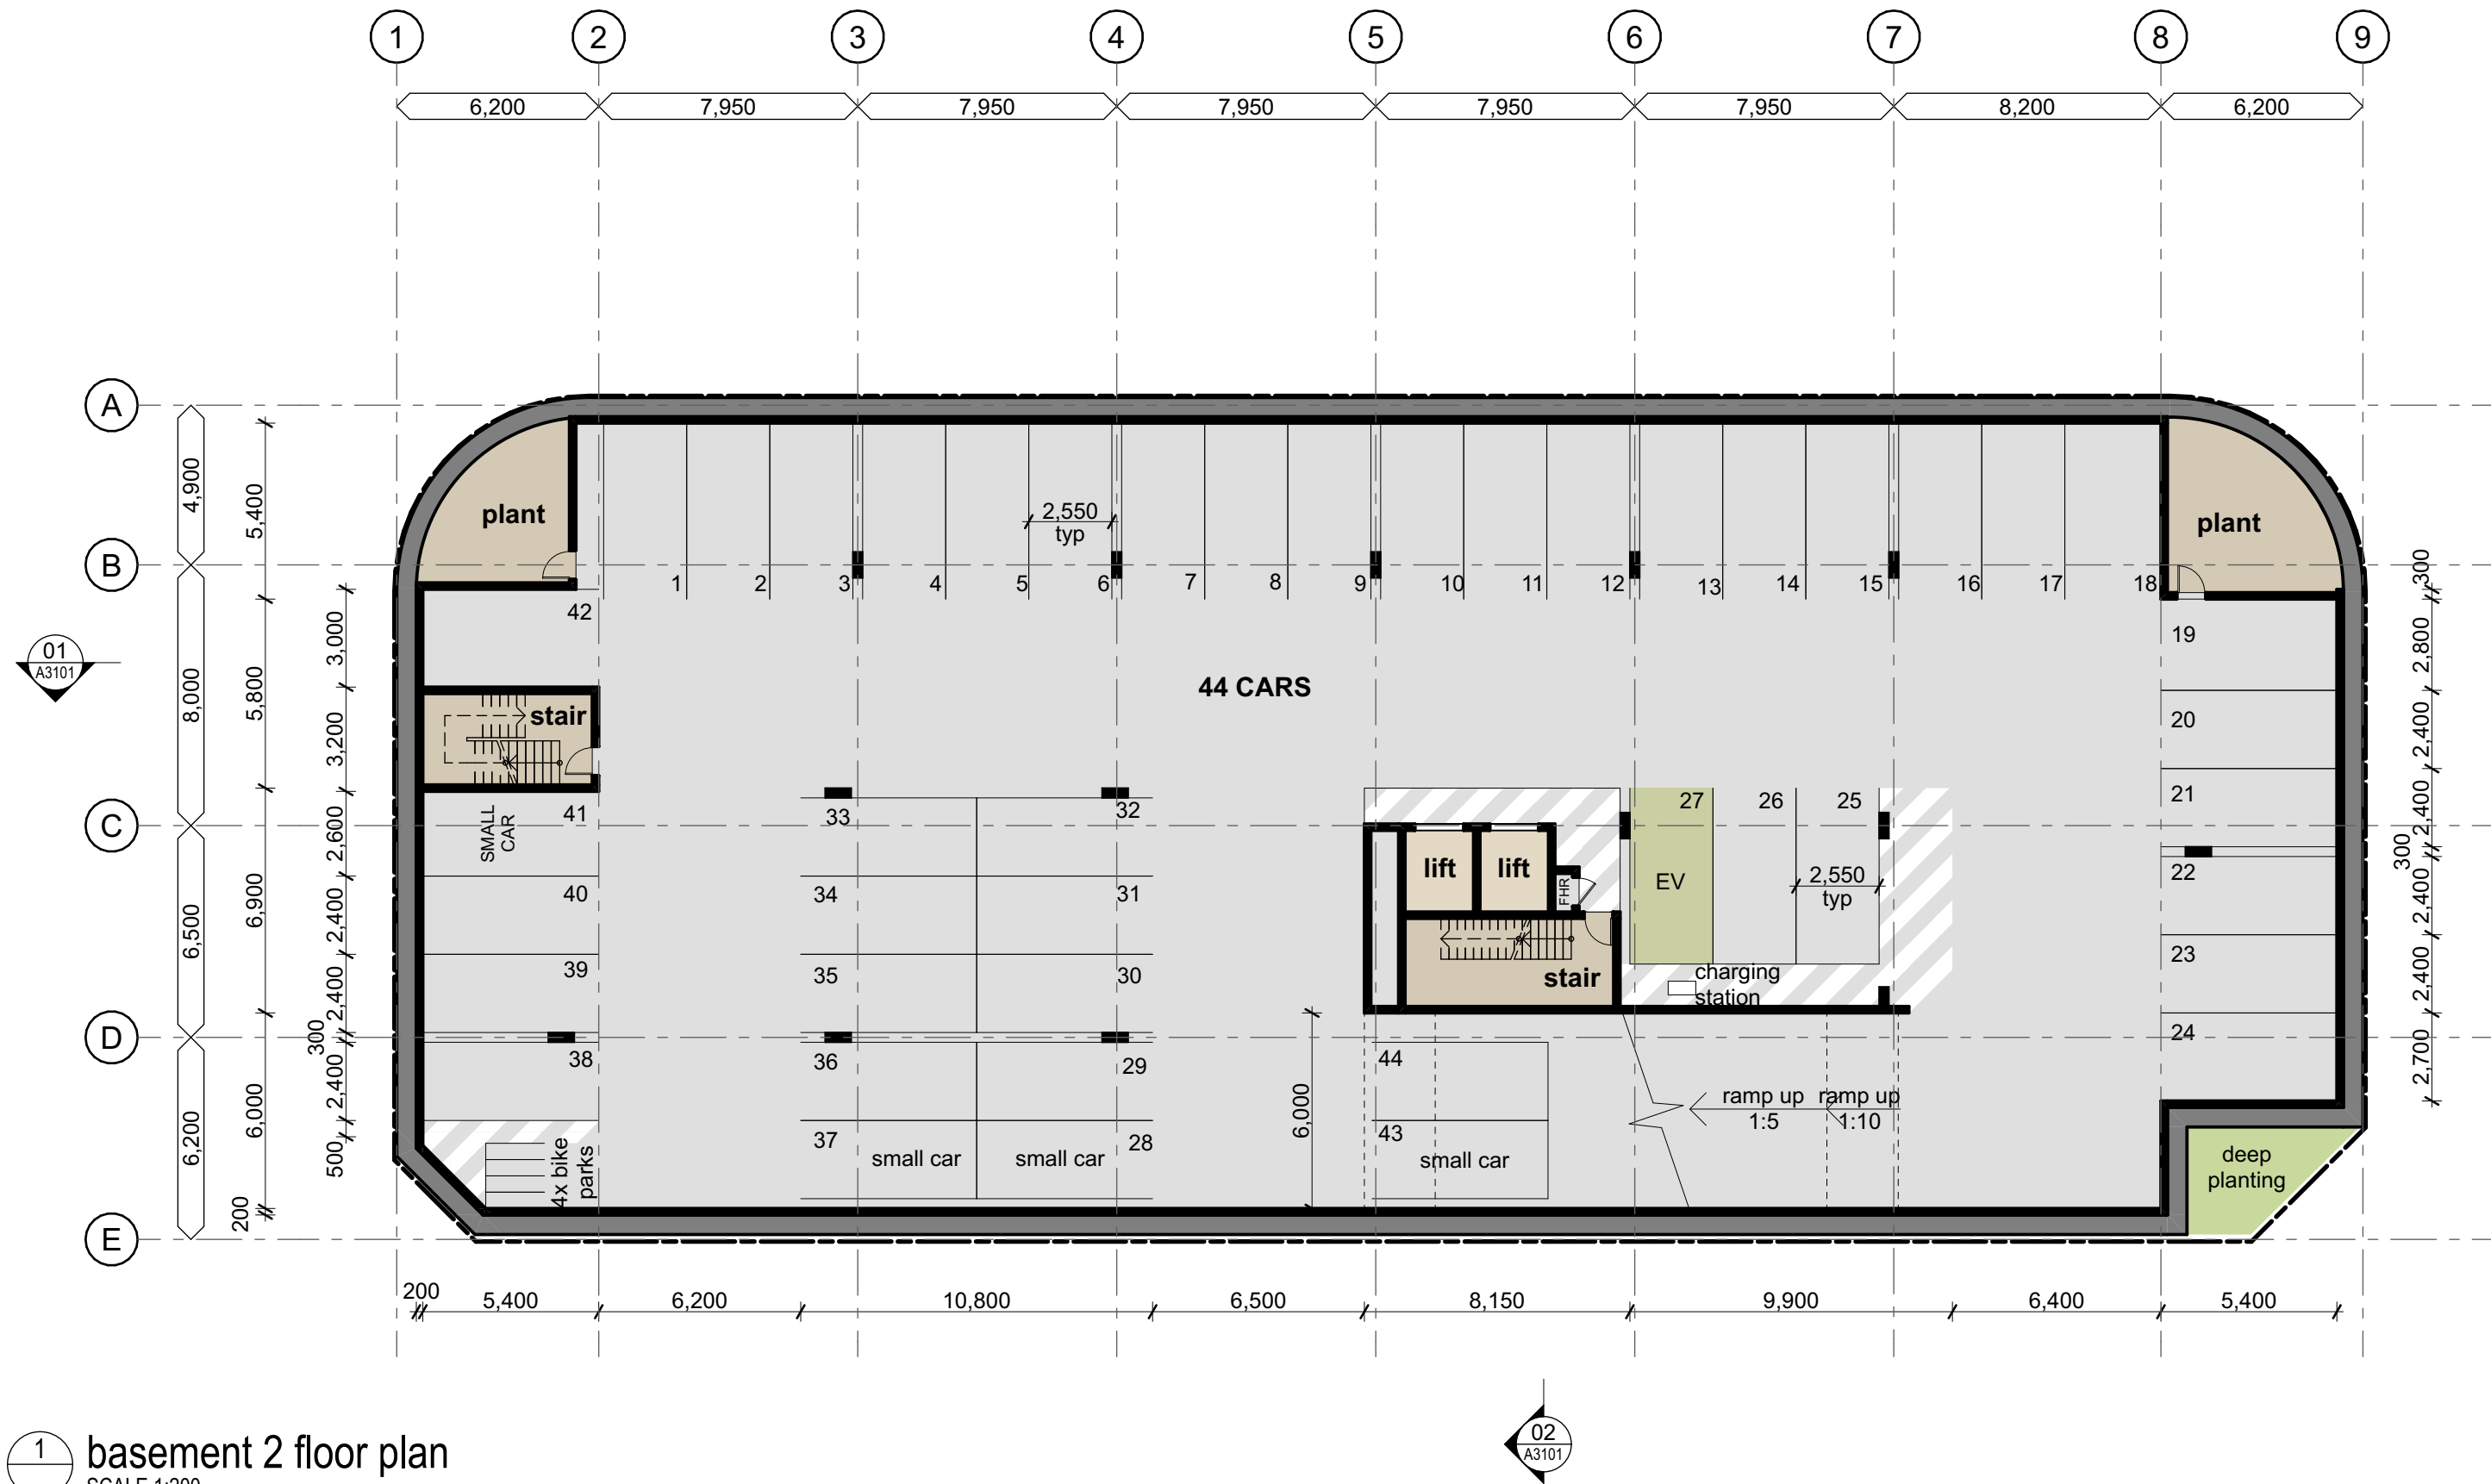 1 2 3 4 5 6 7 8 9
6,200 7,950 7,950 7,950 7,950 7,950 8,200 6,200
A
B
C
D
E
4,900
8,000
6,500
6,200
5,400
5,800
6,900
6,000
200
3,000
3,200
2,600
2,400
2,400
300
2,400
500
01
A3101
plant
plant
2,550
typ
1 2 3 4 5 6 7 8 9 10 11 12 13 14 15 16 17 18
42
44 CARS
stair
41
SMALL
CAR
40
39
38
4x bike
parks
33 32
34 31
35 30
36 29
37 28
small car small car
lift lift
FHR
stair
27 26 25
EV
2,550
typ
charging
station
44
43
small car
6,000
ramp up
1:5
ramp up
1:10
19
20
21
22
23
24
deep
planting
300
2,800
2,400
2,400
300
2,400
2,400
2,700
200 5,400 6,200 10,800 6,500 8,150 9,900 6,400 5,400
02
A3101
1
basement 2 floor plan
SCALE 1:200